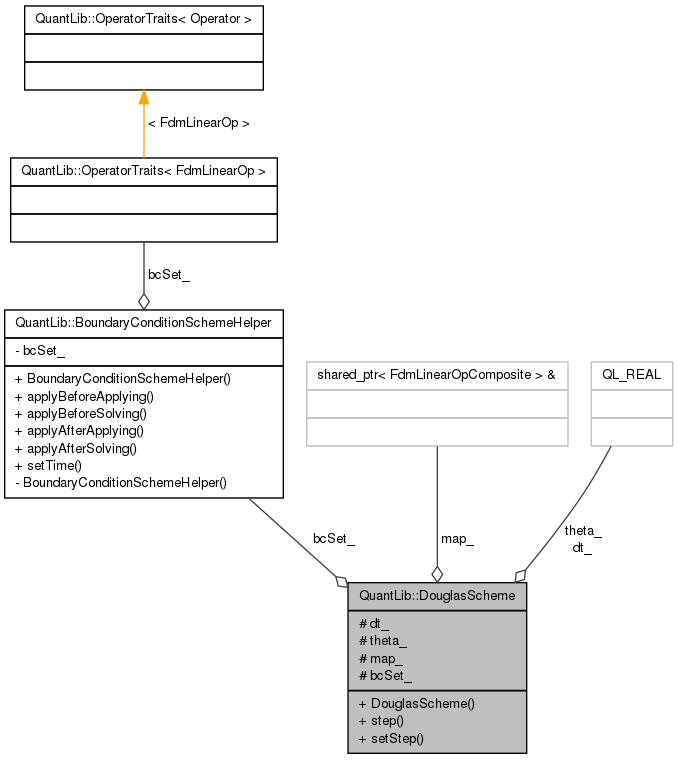 QuantLib::OperatorTraits< Operator >
< FdmLinearOp >
QuantLib::OperatorTraits< FdmLinearOp >
bcSet_
QuantLib::BoundaryConditionSchemeHelper
- bcSet_
+ BoundaryConditionSchemeHelper()
+ applyBeforeApplying()
+ applyBeforeSolving()
+ applyAfterApplying()
+ applyAfterSolving()
+ setTime()
- BoundaryConditionSchemeHelper()
shared_ptr< FdmLinearOpComposite > &
QL_REAL
bcSet_
map_
theta_
dt_
QuantLib::DouglasScheme
# dt_
# theta_
# map_
# bcSet_
+ DouglasScheme()
+ step()
+ setStep()